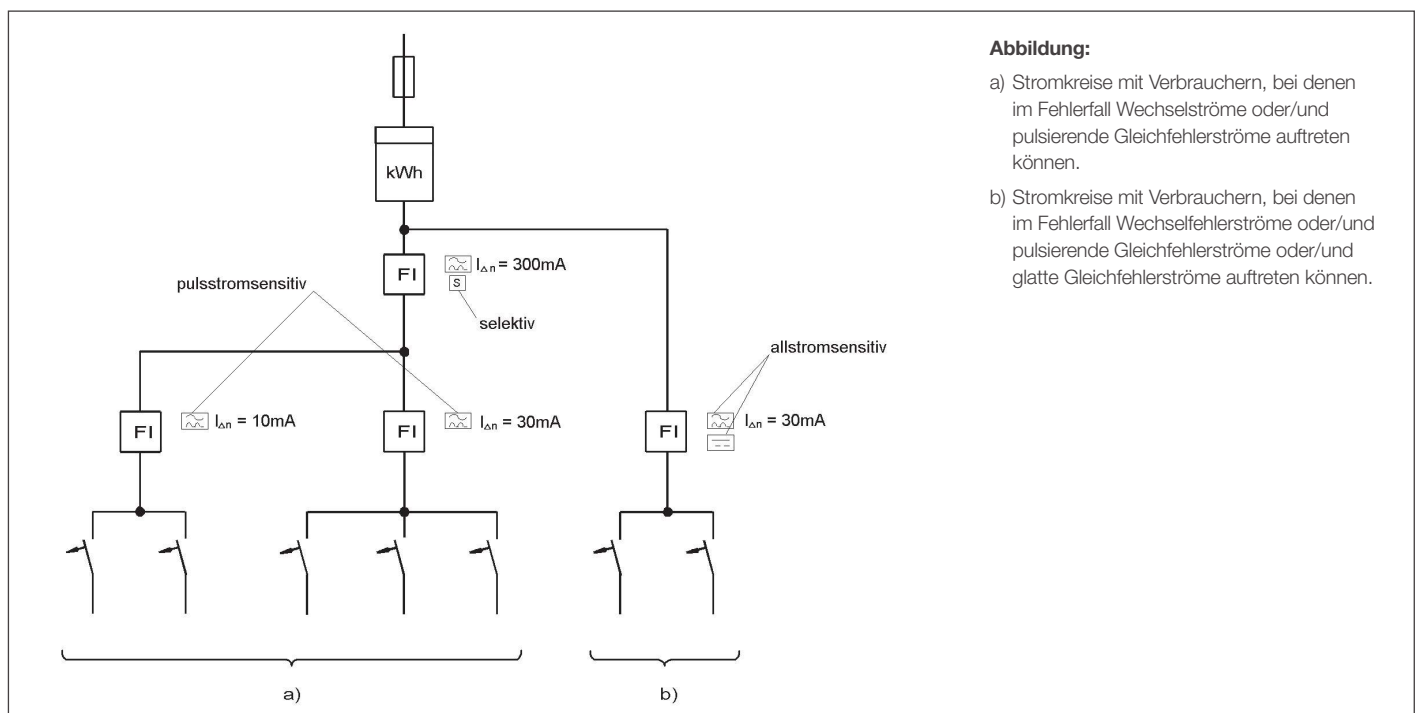 Abbildung:
a) Stromkreise mit Verbrauchern, bei denen
im Fehlerfall Wechselströme oder/und
pulsierende Gleichfehlerströme auftreten
können.
b) Stromkreise mit Verbrauchern, bei denen
im Fehlerfall Wechselfehlerströme oder/und
pulsierende Gleichfehlerströme oder/und
glatte Gleichfehlerströme auftreten können.
kWh
FI
I∆n = 300mA
S
pulsstromsensitiv
selektiv
allstromsensitiv
FI
I∆n = 10mA
FI
I∆n = 30mA
FI
I∆n = 30mA
a)
b)